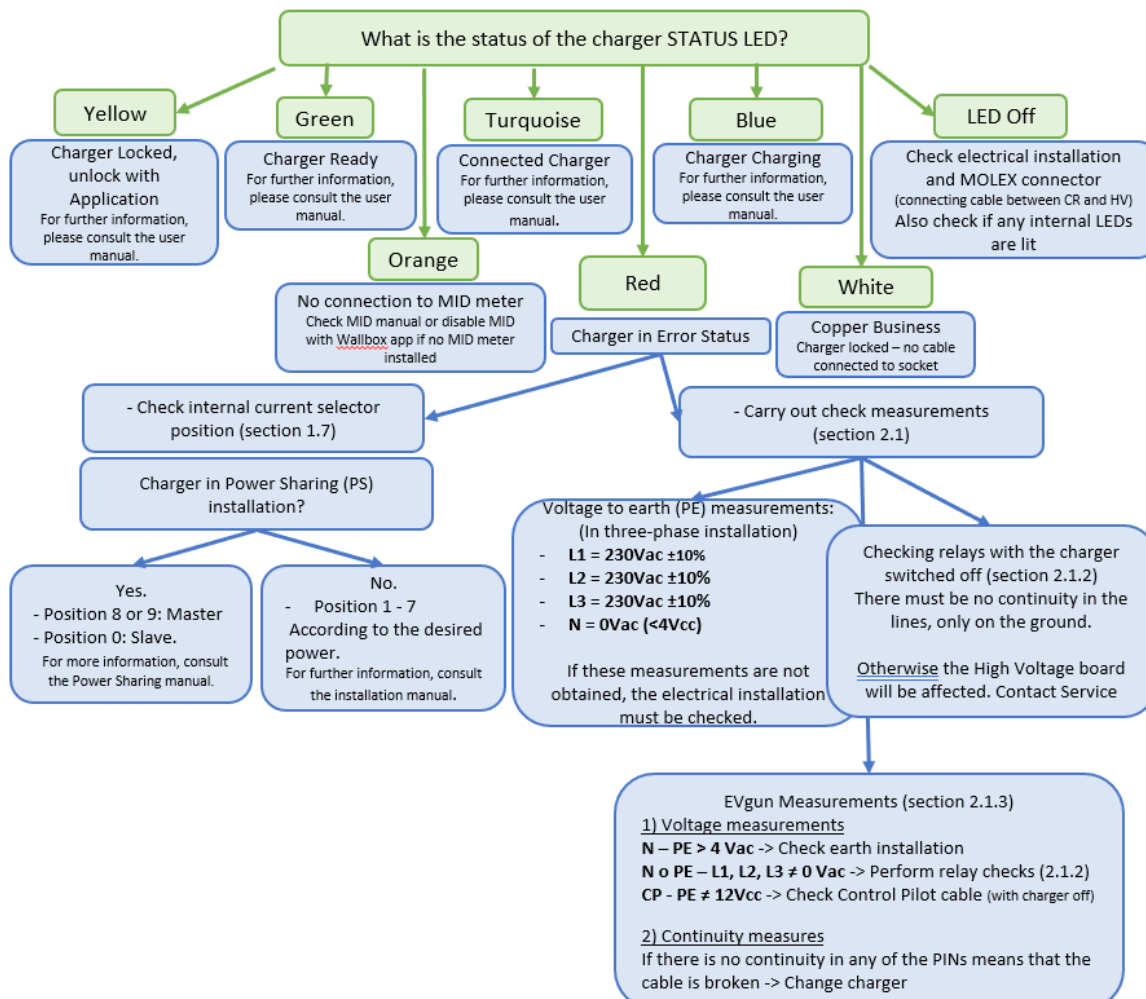 What is the status of the charger STATUS LED?
Yellow
Charger Locked,
unlock with
Application
For further information,
please consult the user
manual.
Green
Charger Ready
For further information,
please consult the user
manual.
Turquoise
Connected Charger
For further information,
please consult the user
manual.
Blue
Charger Charging
For further information,
please consult the user
manual.
LED Off
Check electrical installation
and MOLEX connector
(connecting cable between CR and HV)
Also check if any internal LEDs
are lit
Orange
No connection to MID meter
Check MID manual or disable MID
with Wallbox app if no MID meter
installed
Red
Charger in Error Status
White
Copper Business
Charger locked – no cable
connected to socket
- Check internal current selector
position (section 1.7)
Charger in Power Sharing (PS)
installation?
Yes.
- Position 8 or 9: Master
- Position 0: Slave.
For more information, consult
the Power Sharing manual.
No.
- Position 1 - 7
According to the desired
power.
For further information, consult
the installation manual.
- Carry out check measurements
(section 2.1)
Voltage to earth (PE) measurements:
(In three-phase installation)
- L1 = 230Vac ±10%
- L2 = 230Vac ±10%
- L3 = 230Vac ±10%
- N = 0Vac (<4Vcc)
If these measurements are not
obtained, the electrical installation
must be checked.
Checking relays with the charger
switched off (section 2.1.2)
There must be no continuity in the
lines, only on the ground.
Otherwise the High Voltage board
will be affected. Contact Service
EVgun Measurements (section 2.1.3)
1) Voltage measurements
N – PE > 4 Vac -> Check earth installation
N o PE – L1, L2, L3 ≠ 0 Vac -> Perform relay checks (2.1.2)
CP - PE ≠ 12Vcc -> Check Control Pilot cable (with charger off)
2) Continuity measures
If there is no continuity in any of the PINs means that the
cable is broken -> Change charger